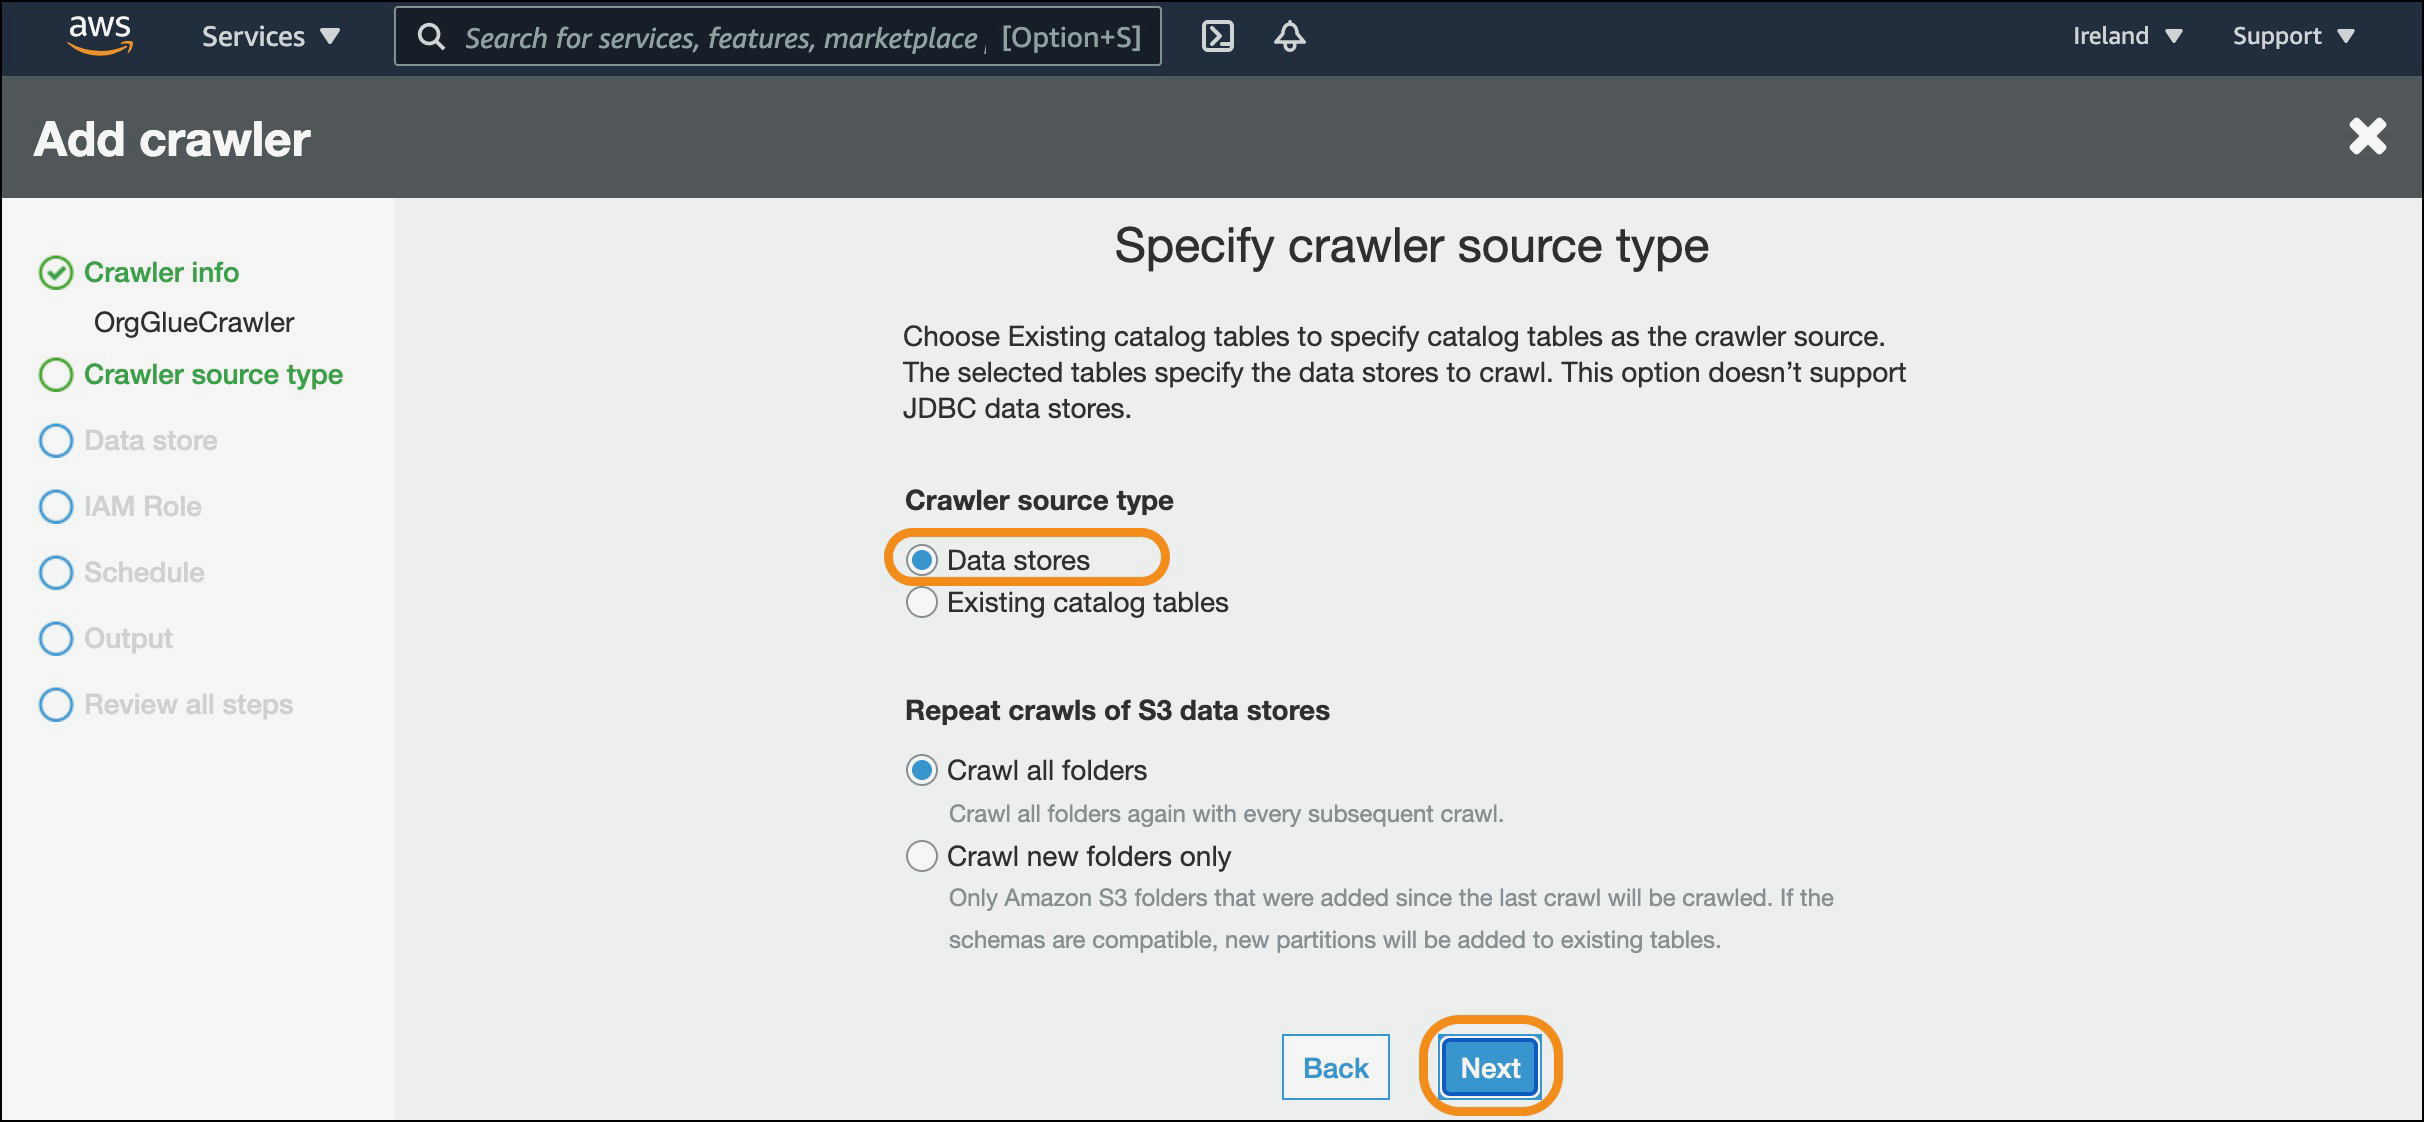 aws
Services
Search for services, features, marketplace
[Option+S]
Ireland
Support
Add crawler
Crawler info
OrgGlueCrawler
Crawler source type
Data store
IAM Role
Schedule
Output
Review all steps
Specify crawler source type
Choose Existing catalog tables to specify catalog tables as the crawler source.
The selected tables specify the data stores to crawl. This option doesn’t support
JDBC data stores.
Crawler source type
Data stores
Existing catalog tables
Repeat crawls of S3 data stores
Crawl all folders
Crawl all folders again with every subsequent crawl.
Crawl new folders only
Only Amazon S3 folders that were added since the last crawl will be crawled. If the
schemas are compatible, new partitions will be added to existing tables.
Back
Next